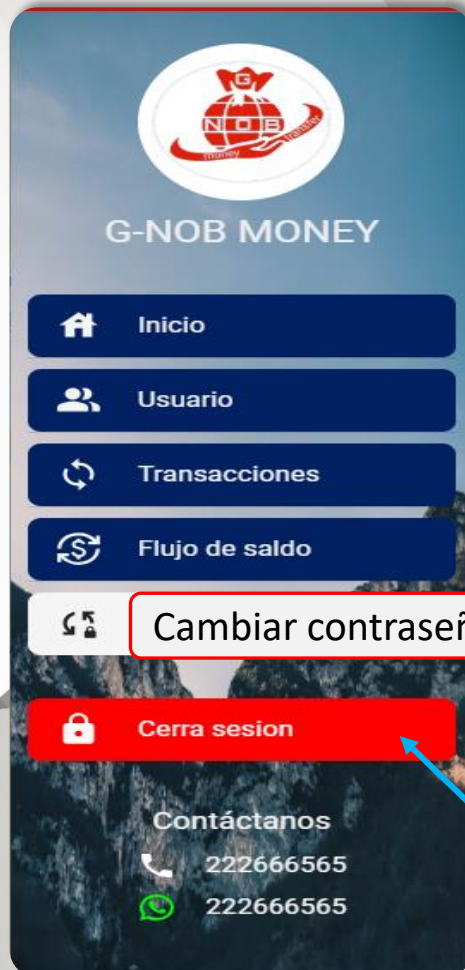 G
NOB
money transfer
G-NOB MONEY
Inicio
Usuario
Transacciones
Flujo de saldo
Cambiar contraseñ
Cerra sesion
Contáctanos
222666565
222666565